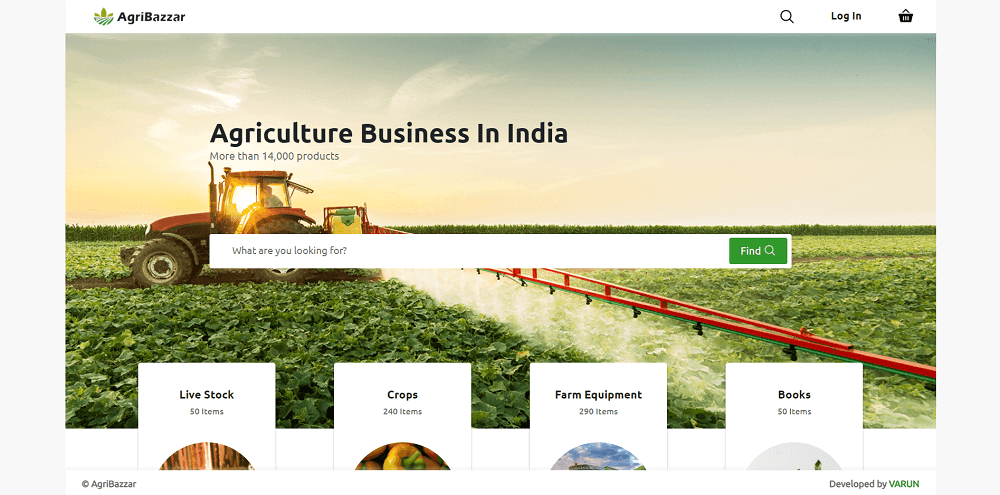 AgriBazzar
Log In
Agriculture Business In India
More than 14,000 products
What are you looking for?
Find
Live Stock
50 Items
Crops
240 Items
Farm Equipment
290 Items
Books
50 Items
© AgriBazzar
Developed by VARUN